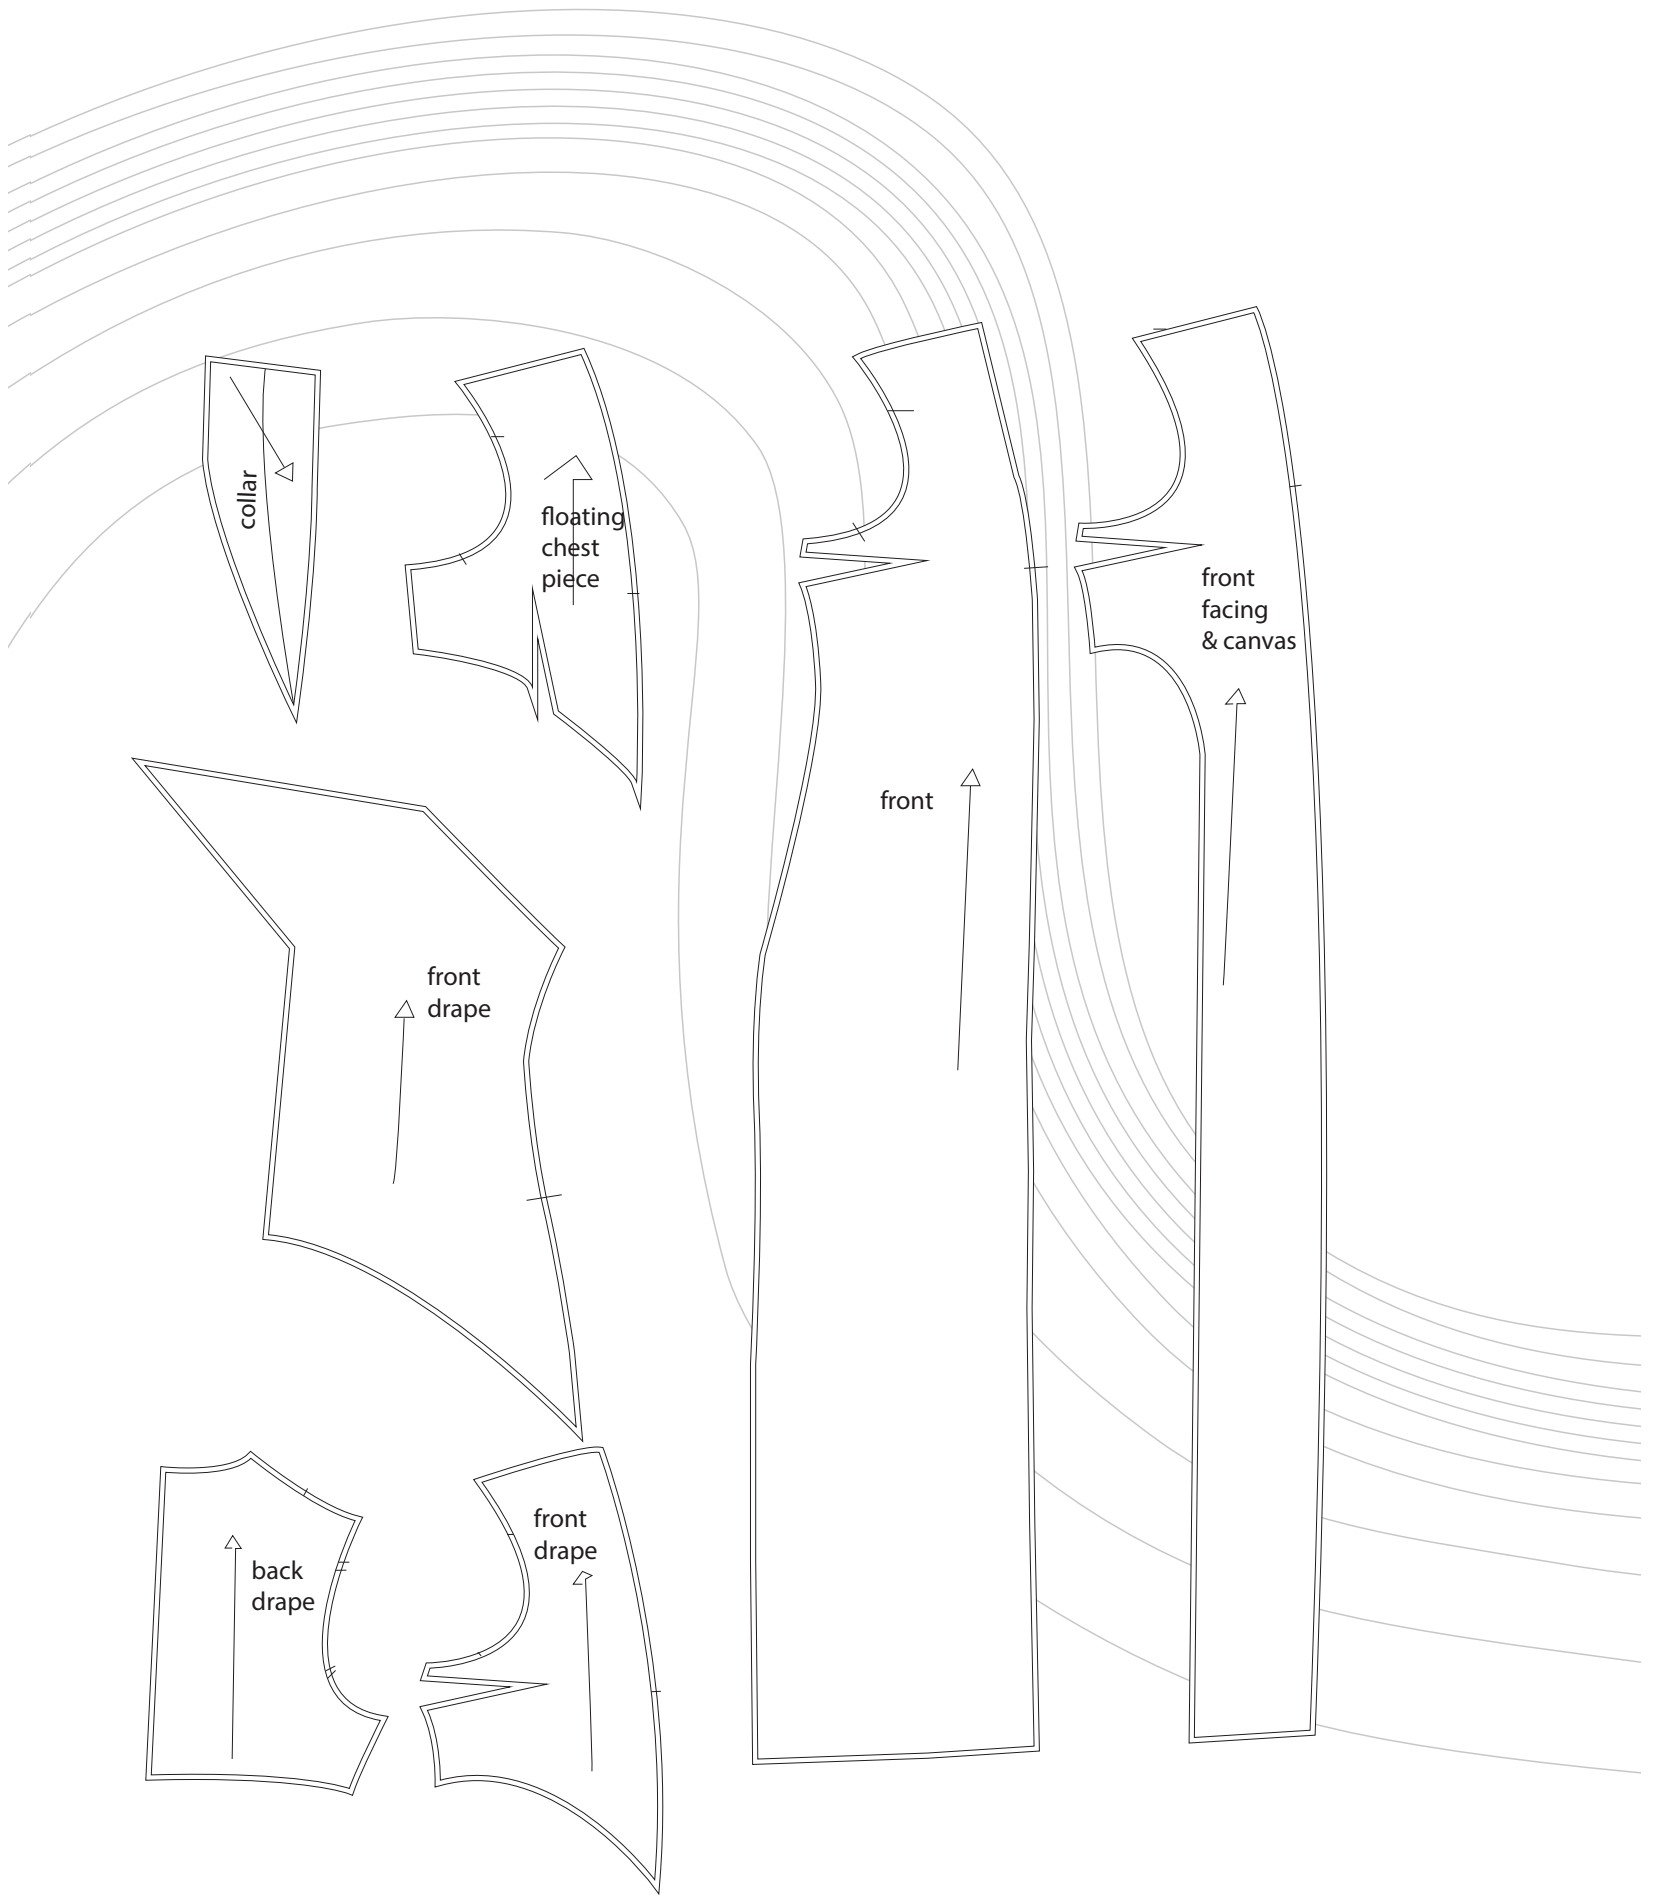 collar
floating
chest
piece
front
facing
& canvas
front
front
drape
front
drape
back
drape